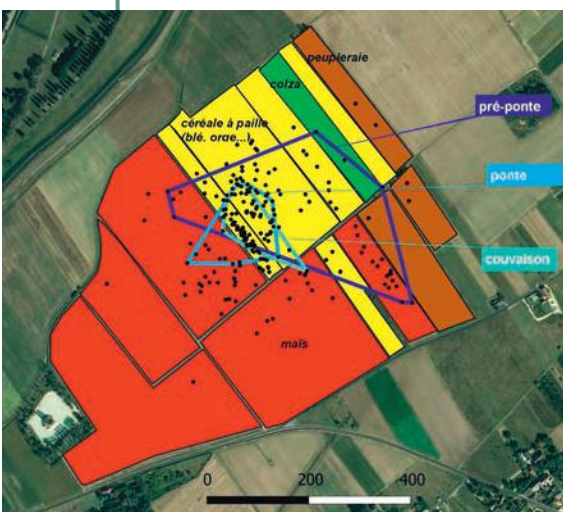 peupleraie
colza
céréale à paille
(blé, orge...)
pré-ponte
ponte
couvaison
maïs
0 200 400